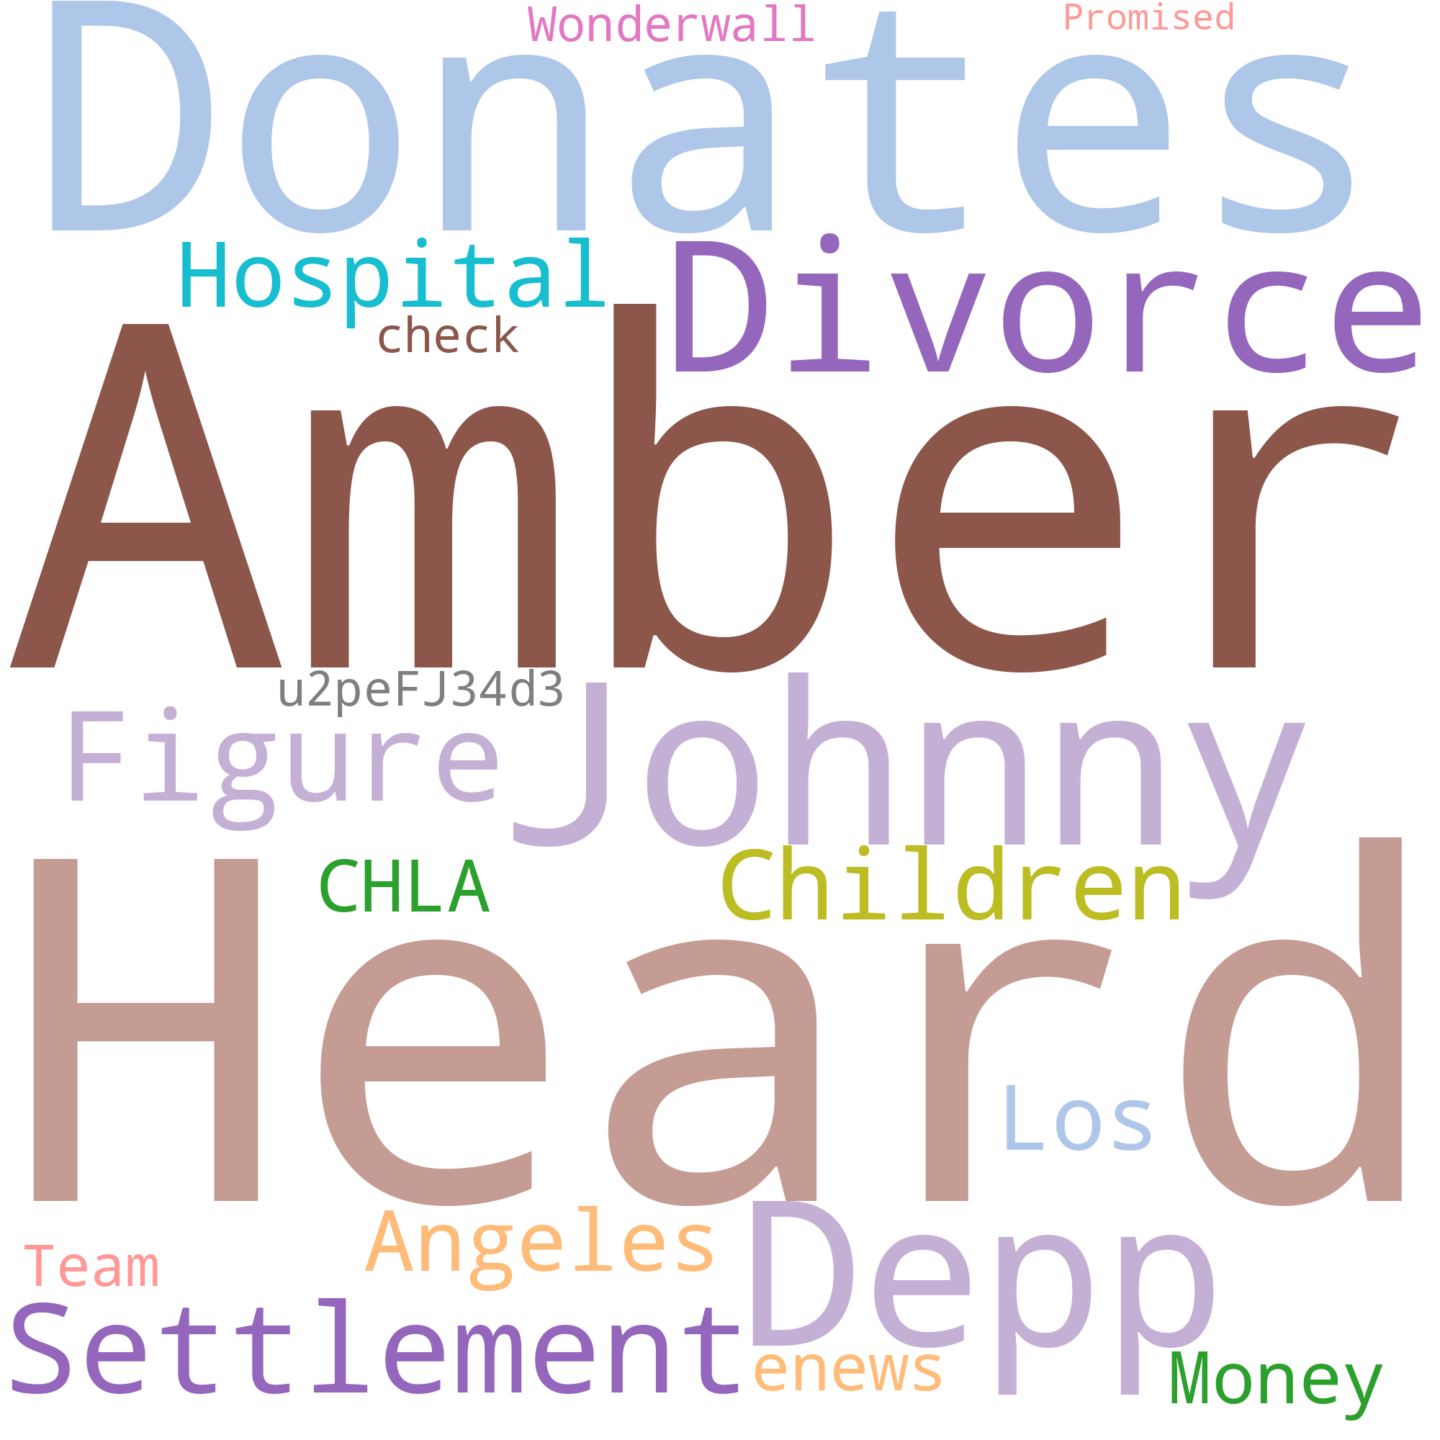 Wonderwall
Promised
Donates
Hospital
Divorce
check
Amber
u2peFJ34d3
Figure
Johnny
CHLA
Children
Heard
Los
Angeles
Depp
Team
Settlement
enews
Money